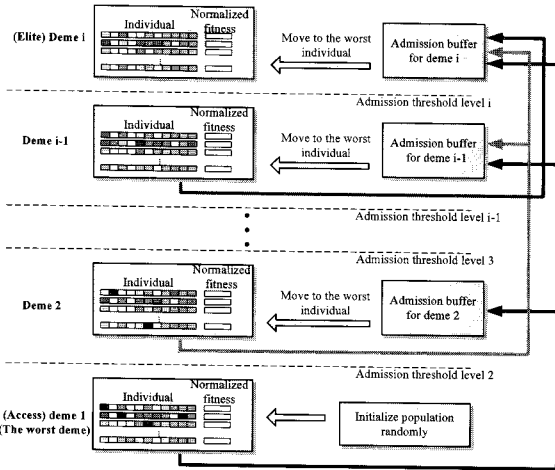 Individual
Normalized
fitness
(Elite) Deme i
Move to the worst
individual
Admission buffer
for deme i
Admission threshold level i
Individual
Normalized
fitness
Deme i-1
Move to the worst
individual
Admission buffer
for deme i-1
Admission threshold level i-1
Admission threshold level 3
Individual
Normalized
fitness
Deme 2
Move to the worst
individual
Admission buffer
for deme 2
Admission threshold level 2
Individual
Normalized
fitness
(Access) deme 1
(The worst deme)
Initialize population
randomly